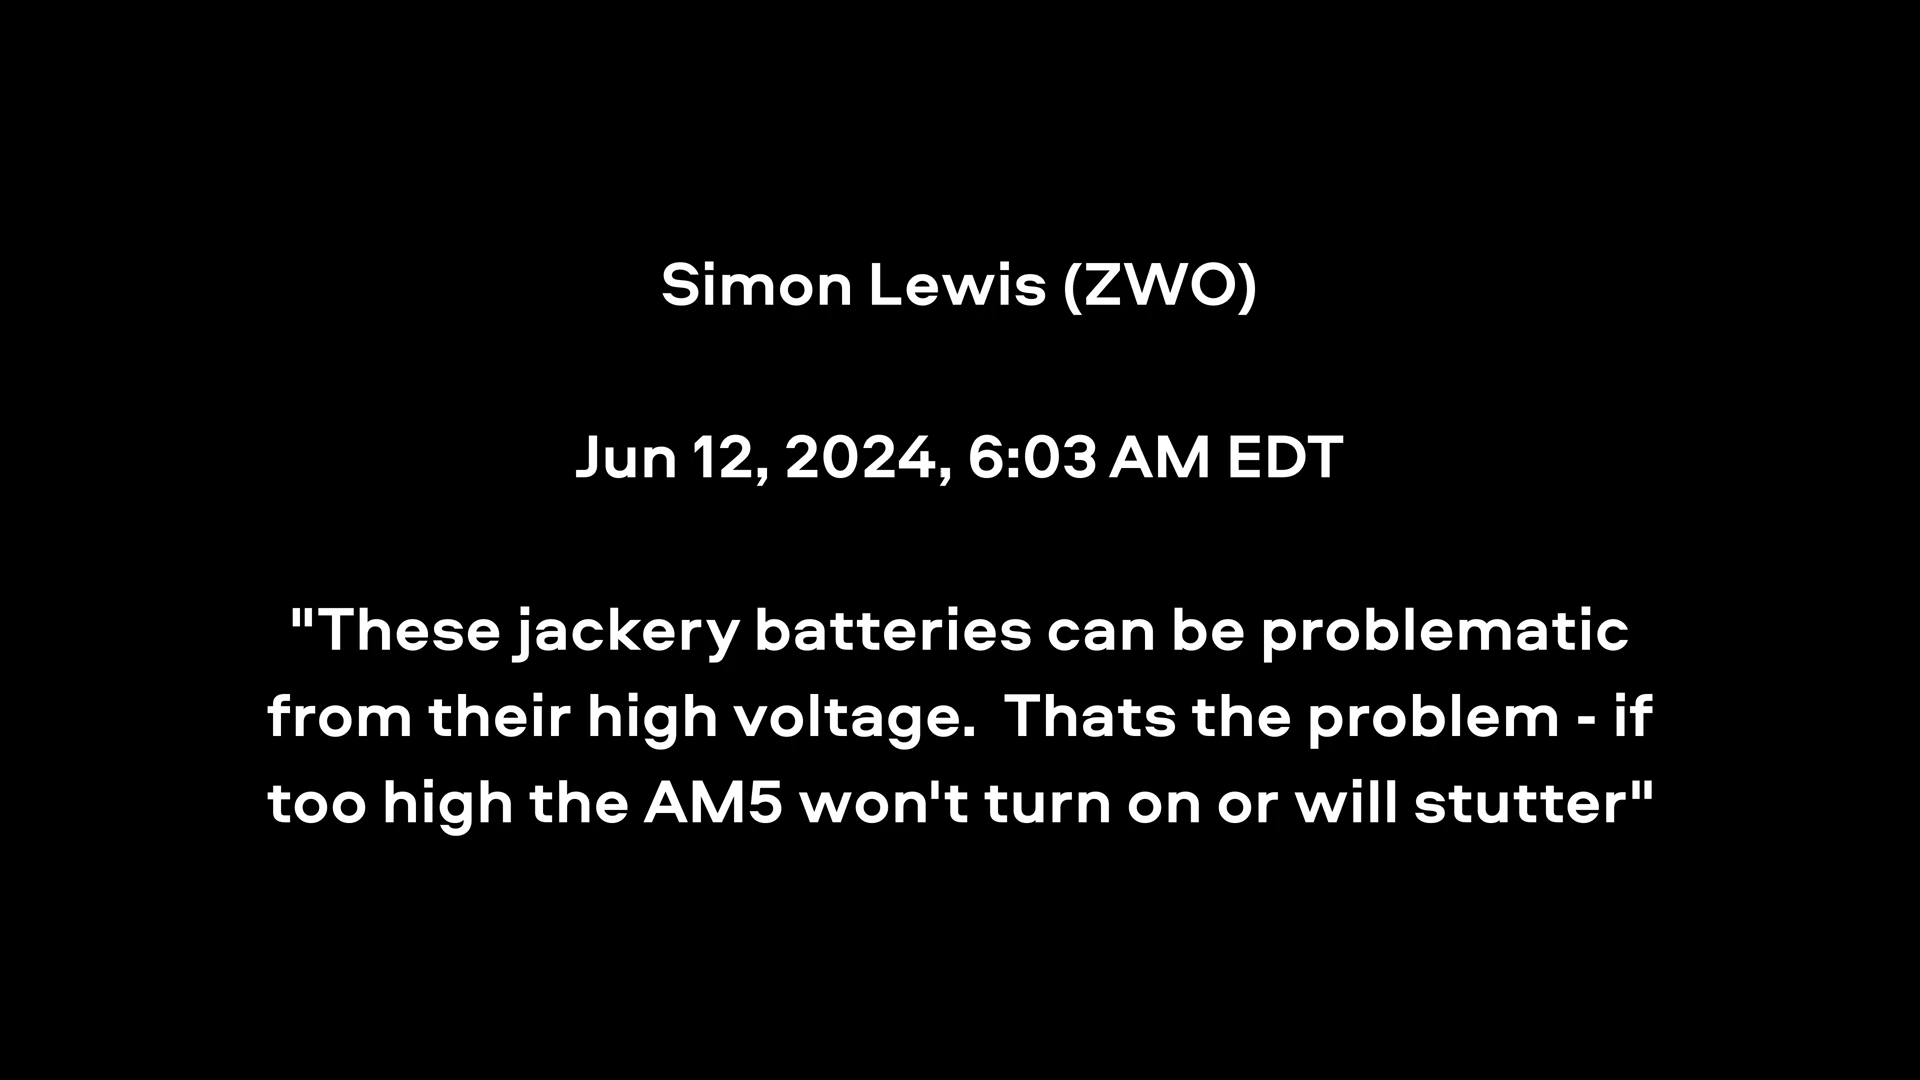 Simon Lewis (ZWO)
Jun 12, 2024, 6:03 AM EDT
"These jackery batteries can be problematic
from their high voltage.  Thats the problem - if
too high the AM5 won't turn on or will stutter"